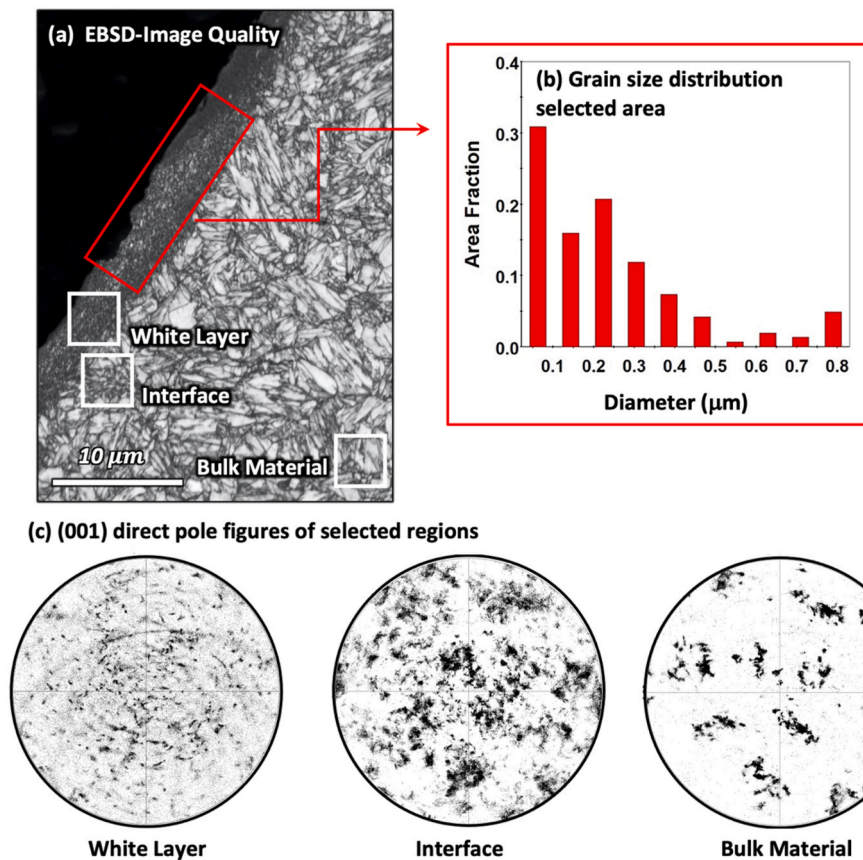 (a) EBSD-Image Quality
White Layer
Interface
Bulk Material
10 μm
(b) Grain size distribution
selected area
Area Fraction
0.4
0.3
0.2
0.1
0.0
0.1 0.2 0.3 0.4 0.5 0.6 0.7 0.8
Diameter (μm)
(c) (001) direct pole figures of selected regions
White Layer
Interface
Bulk Material